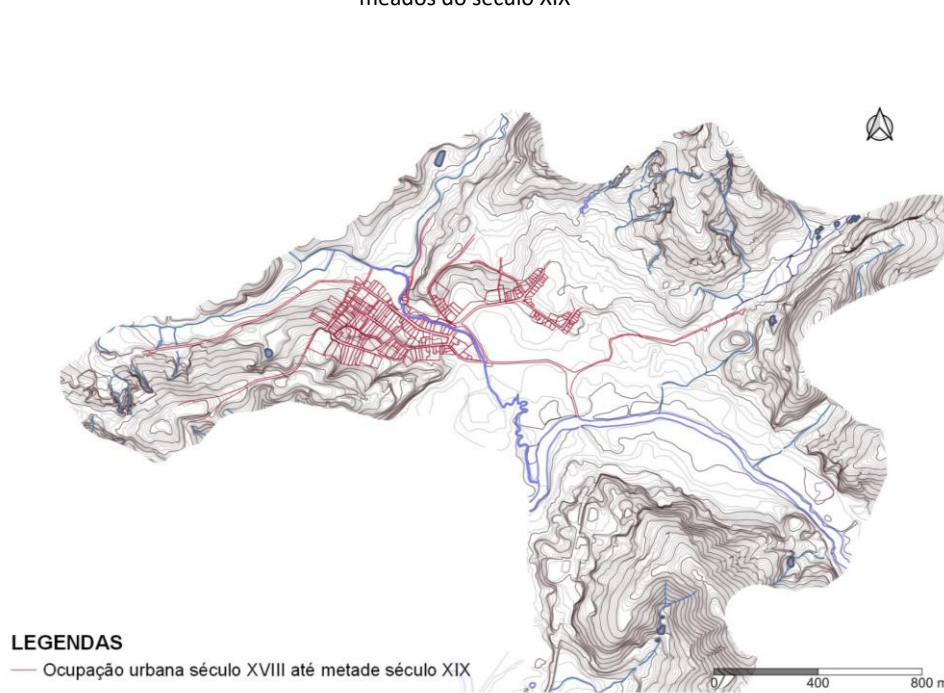 meados do século XIX
LEGENDAS
Ocupação urbana século XVIII até metade século XIX
0 400 800 m